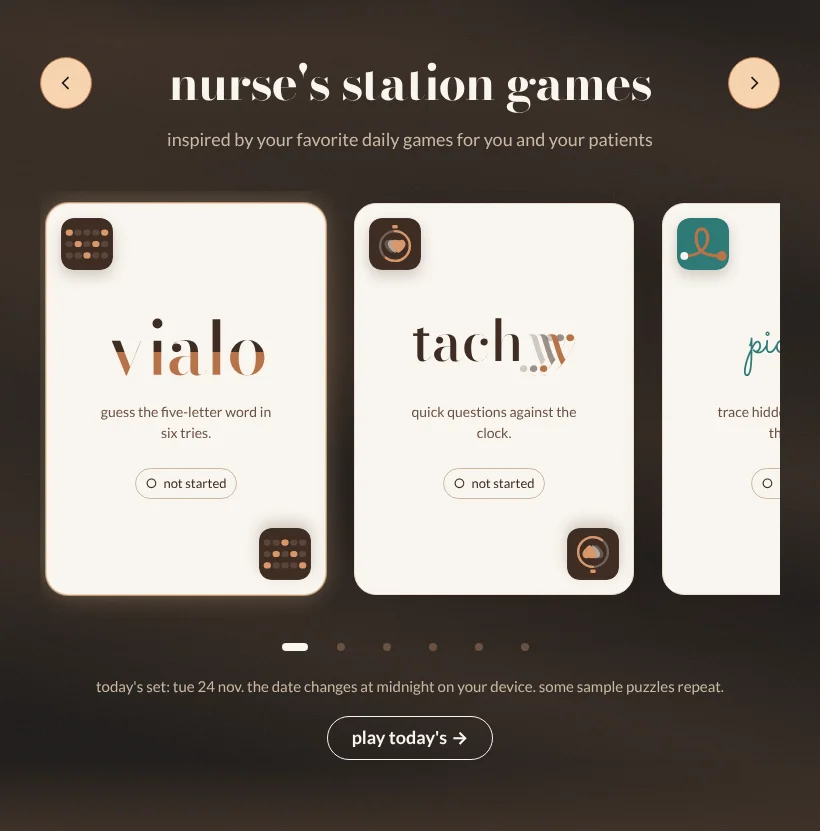 nurse's station games
inspired by your favorite daily games for you and your patients
vialo
guess the five-letter word in
six tries.
not started
tachy
quick questions against the
clock.
not started
trace
today's set: tue 24 nov. the date changes at midnight on your device. some sample puzzles repeat.
play today's →